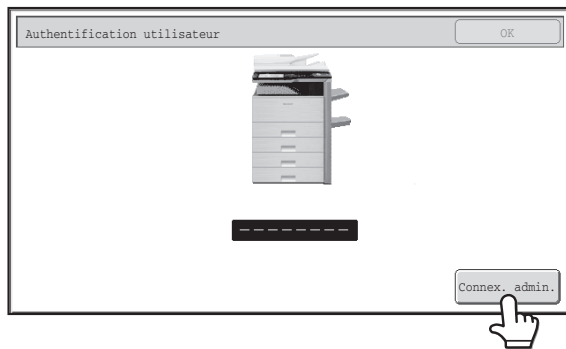 Authentification utilisateur
OK
--------
Connex. admin.